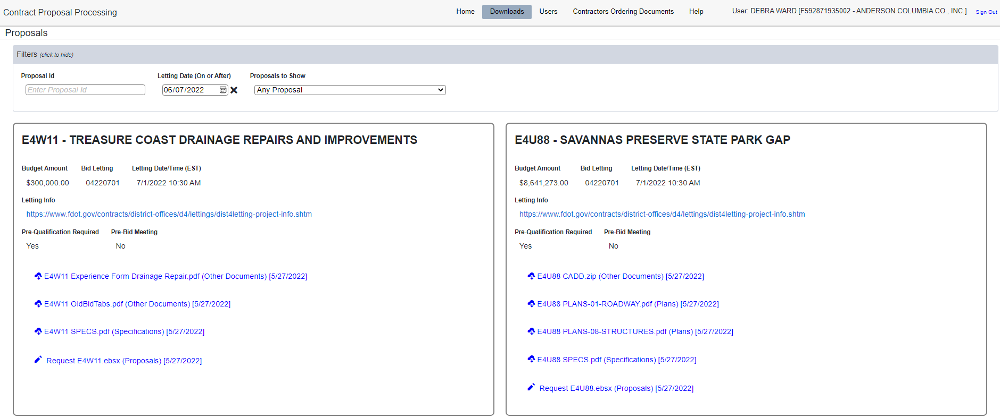 Contract Proposal Processing
Home Downloads Users Contractors Ordering Documents Help User: DEBRA WARD [F592871935002 - ANDERSON COLUMBIA CO., INC.] Sign Out
Proposals
Filters (click to hide)
Proposal Id Letting Date (On or After) Proposals to Show
Enter Proposal Id 06/07/2022 Any Proposal
E4W11 - TREASURE COAST DRAINAGE REPAIRS AND IMPROVEMENTS
Budget Amount Bid Letting Letting Date/Time (EST)
$300,000.00 04220701 7/1/2022 10:30 AM
Letting Info
https://www.fdot.gov/contracts/district-offices/d4/lettings/dist4letting-project-info.shtm
Pre-Qualification Required Pre-Bid Meeting
Yes No
E4W11 Experience Form Drainage Repair.pdf (Other Documents) [5/27/2022]
E4W11 OldBidTabs.pdf (Other Documents) [5/27/2022]
E4W11 SPECS.pdf (Specifications) [5/27/2022]
Request E4W11.ebsx (Proposals) [5/27/2022]
E4U88 - SAVANNAS PRESERVE STATE PARK GAP
Budget Amount Bid Letting Letting Date/Time (EST)
$8,641,273.00 04220701 7/1/2022 10:30 AM
Letting Info
https://www.fdot.gov/contracts/district-offices/d4/lettings/dist4letting-project-info.shtm
Pre-Qualification Required Pre-Bid Meeting
Yes No
E4U88 CADD.zip (Other Documents) [5/27/2022]
E4U88 PLANS-01-ROADWAY.pdf (Plans) [5/27/2022]
E4U88 PLANS-08-STRUCTURES.pdf (Plans) [5/27/2022]
E4U88 SPECS.pdf (Specifications) [5/27/2022]
Request E4U88.ebsx (Proposals) [5/27/2022]